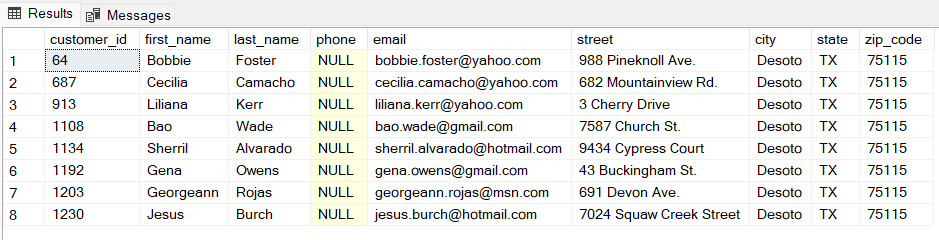 Results Messages
customer_id first_name last_name phone email street city state zip_code
1 64 Bobbie Foster NULL bobbie.foster@yahoo.com 988 Pineknoll Ave. Desoto TX 75115
2 687 Cecilia Camacho NULL cecilia.camacho@yahoo.com 682 Mountainview Rd. Desoto TX 75115
3 913 Liliana Kerr NULL liliana.kerr@yahoo.com 3 Cherry Drive Desoto TX 75115
4 1108 Bao Wade NULL bao.wade@gmail.com 7587 Church St. Desoto TX 75115
5 1134 Sherril Alvarado NULL sherril.alvarado@hotmail.com 9434 Cypress Court Desoto TX 75115
6 1192 Gena Owens NULL gena.owens@gmail.com 43 Buckingham St. Desoto TX 75115
7 1203 Georgeann Rojas NULL georgeann.rojas@msn.com 691 Devon Ave. Desoto TX 75115
8 1230 Jesus Burch NULL jesus.burch@hotmail.com 7024 Squaw Creek Street Desoto TX 75115